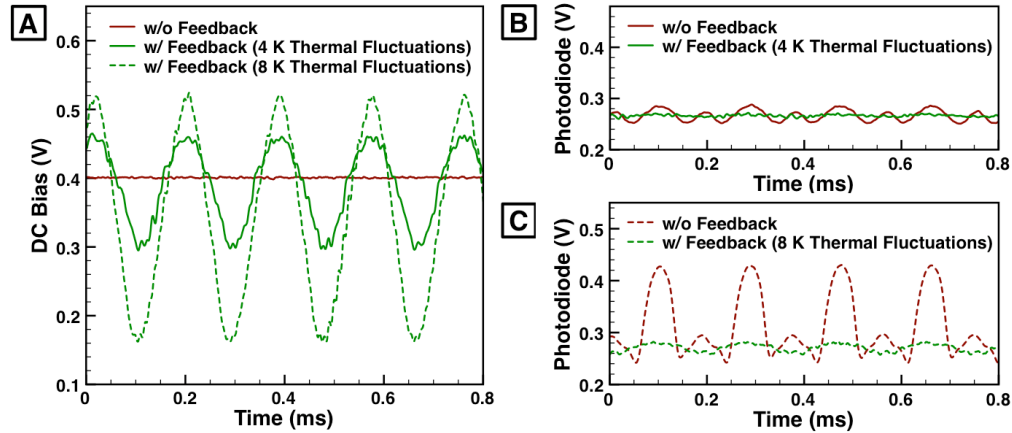 A
w/o Feedback
w/ Feedback (4 K Thermal Fluctuations)
w/ Feedback (8 K Thermal Fluctuations)
DC Bias (V)
0.6
0.5
0.4
0.3
0.2
0.1
0 0.2 0.4 0.6 0.8
Time (ms)
B
w/o Feedback
w/ Feedback (4 K Thermal Fluctuations)
Photodiode (V)
0.4
0.3
0.2
0 0.2 0.4 0.6 0.8
Time (ms)
C
w/o Feedback
w/ Feedback (8 K Thermal Fluctuations)
Photodiode (V)
0.5
0.4
0.3
0.2
0 0.2 0.4 0.6 0.8
Time (ms)